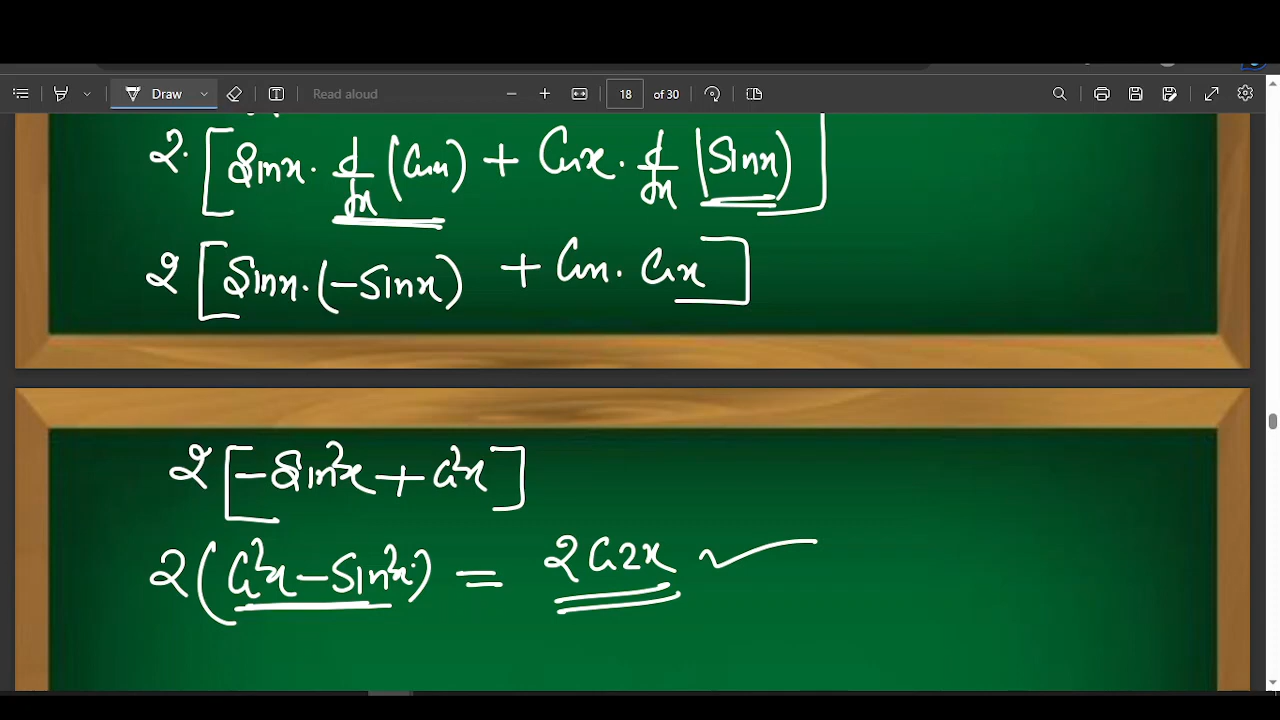 Draw Read aloud 18 of 30
2. [Sinx. d/dx (Cosx) + Cosx. d/dx (Sinx)]
2 [Sinx.(-Sinx) + Cosx. Cosx]
2 [-Sin²x + Cos²x]
2 (Cos²x - Sin²x) = 2Cos2x